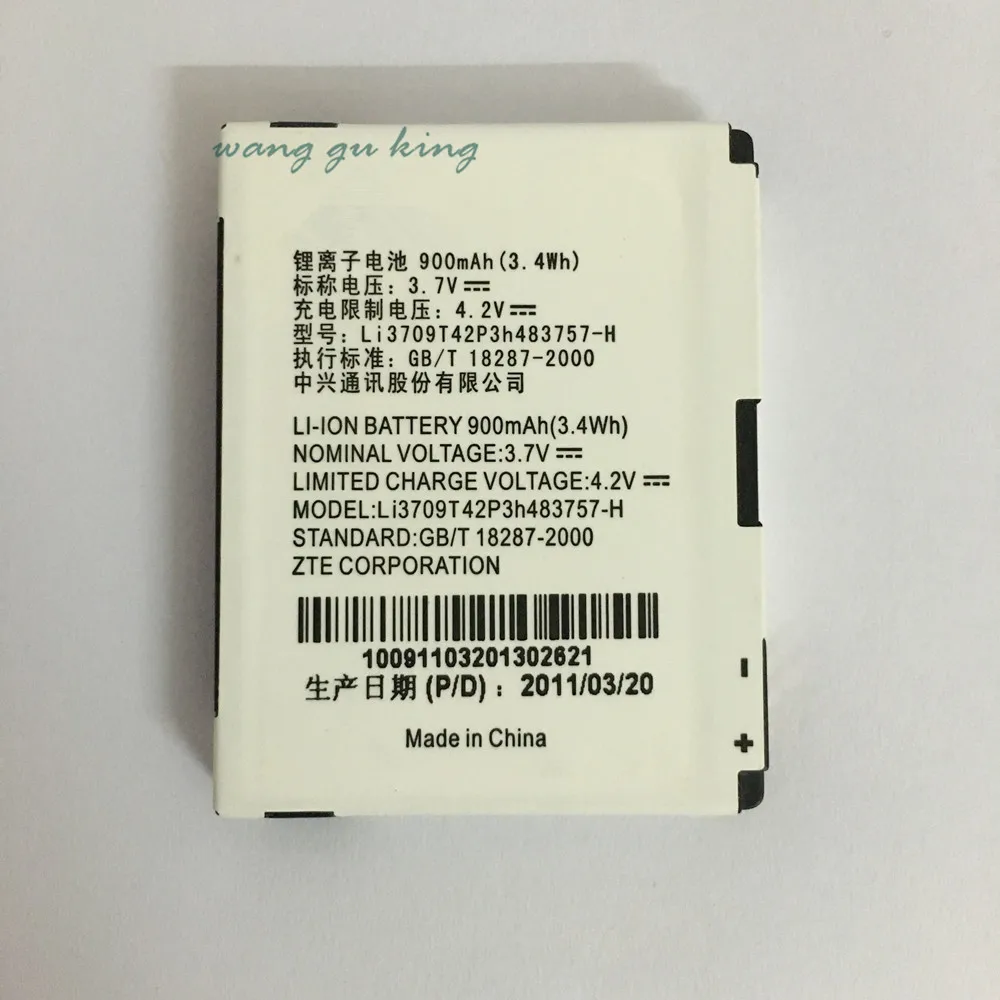 wang gu king
锂离子电池 900mAh(3.4Wh)
标称电压：3.7V⎓
充电限制电压：4.2V⎓
型号：Li3709T42P3h483757-H
执行标准：GB/T 18287-2000
中兴通讯股份有限公司
LI-ION BATTERY 900mAh(3.4Wh)
NOMINAL VOLTAGE:3.7V⎓
LIMITED CHARGE VOLTAGE:4.2V⎓
MODEL:Li3709T42P3h483757-H
STANDARD:GB/T 18287-2000
ZTE CORPORATION
10091103201302621
生产日期 (P/D)：2011/03/20
-
Made in China
+